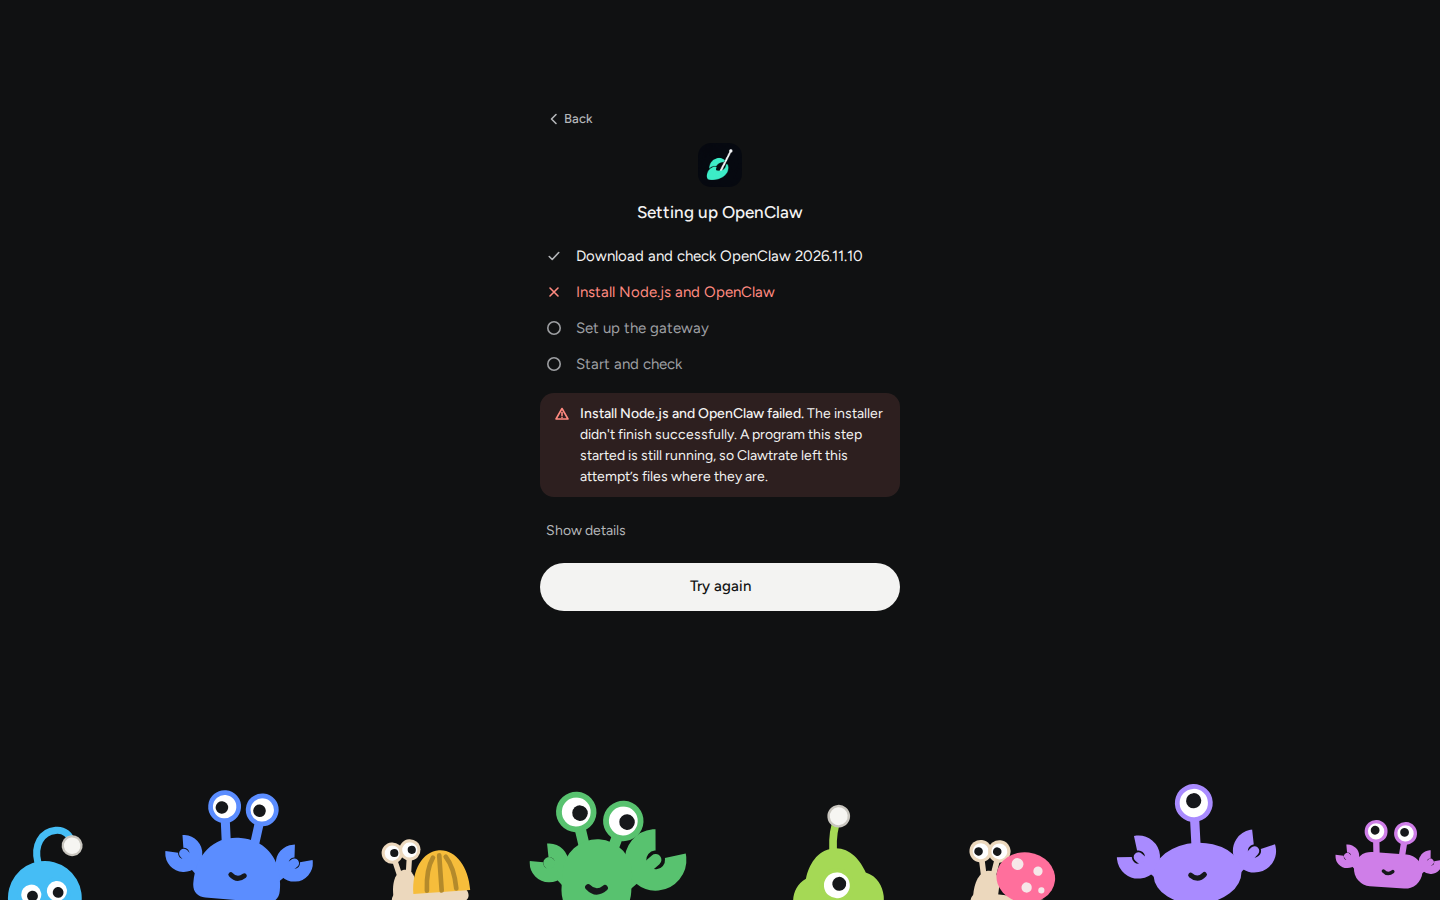 Back
Setting up OpenClaw
Download and check OpenClaw 2026.11.10
Install Node.js and OpenClaw
Set up the gateway
Start and check
Install Node.js and OpenClaw failed. The installer
didn't finish successfully. A program this step
started is still running, so Clawtrate left this
attempt's files where they are.
Show details
Try again